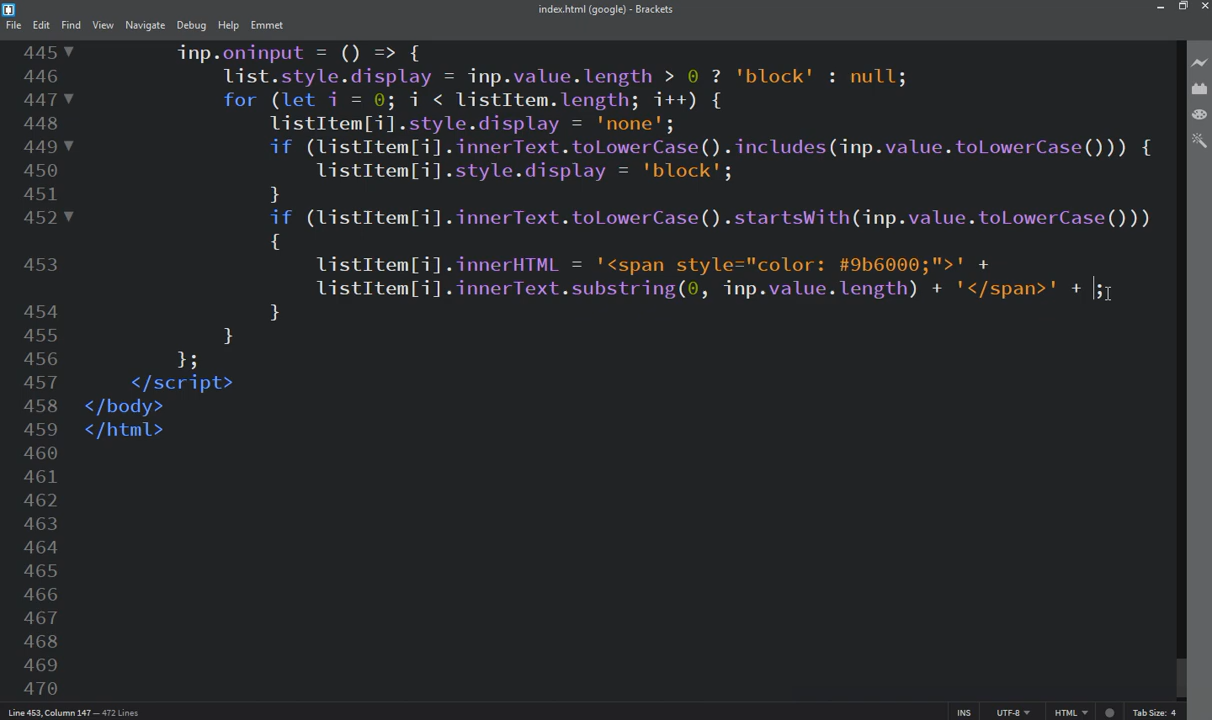 index.html (google) - Brackets
File Edit Find View Navigate Debug Help Emmet
445 inp.oninput = () => {
446 list.style.display = inp.value.length > 0 ? 'block' : null;
447 for (let i = 0; i < listItem.length; i++) {
448 listItem[i].style.display = 'none';
449 if (listItem[i].innerText.toLowerCase().includes(inp.value.toLowerCase())) {
450 listItem[i].style.display = 'block';
451 }
452 if (listItem[i].innerText.toLowerCase().startsWith(inp.value.toLowerCase()))
{
453 listItem[i].innerHTML = '<span style="color: #9b6000;">' +
listItem[i].innerText.substring(0, inp.value.length) + '</span>' + ;
454 }
455 }
456 };
457 </script>
458 </body>
459 </html>
460
461
462
463
464
465
466
467
468
469
470
Line 453, Column 147 — 472 Lines INS UTF-8 HTML Tab Size: 4